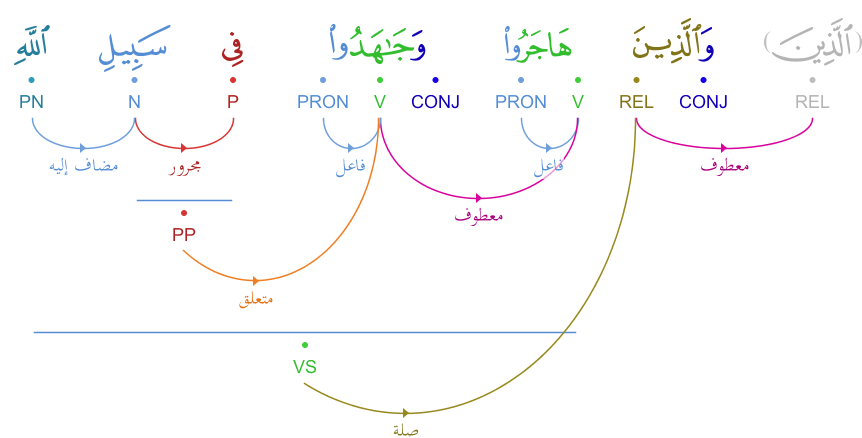 (ٱلَّذِينَ) وَٱلَّذِينَ هَاجَرُوا۟ وَجَـٰهَدُوا۟ فِى سَبِيلِ ٱللَّهِ
REL CONJ REL V PRON CONJ V PRON P N PN
معطوف فاعل فاعل مجرور مضاف إليه
معطوف
PP
متعلق
VS
صلة